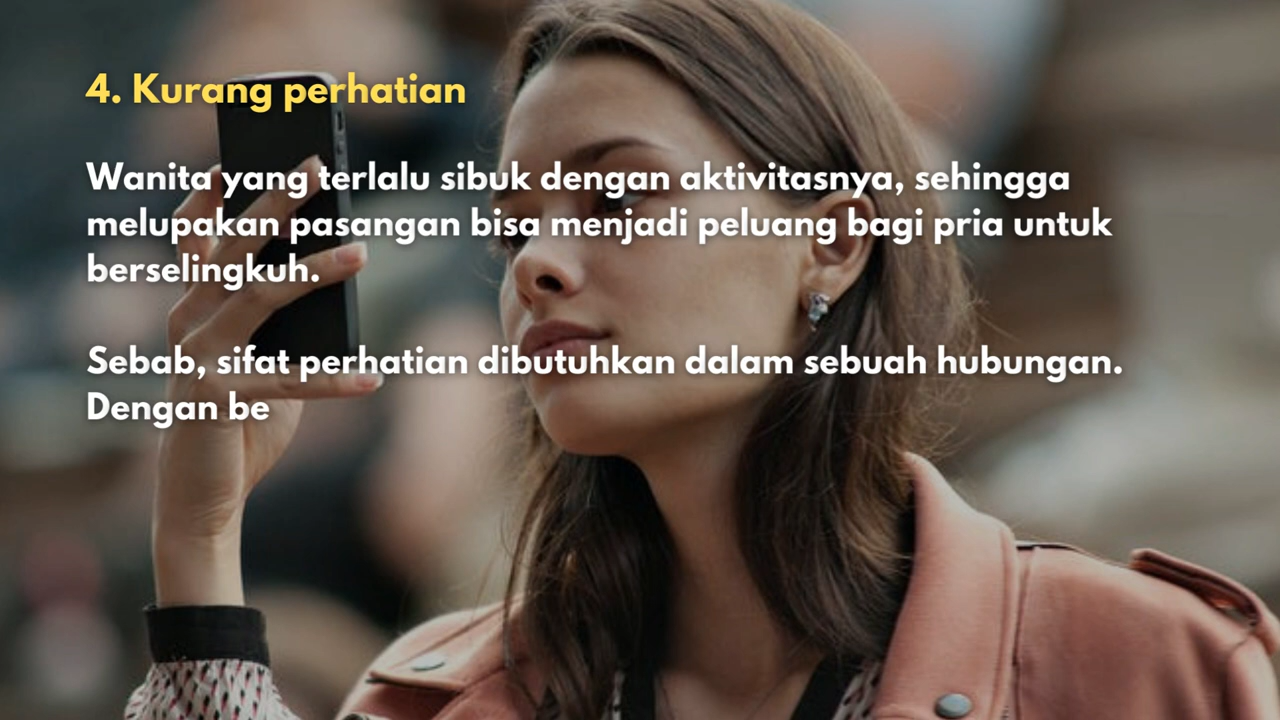 4. Kurang perhatian
Wanita yang terlalu sibuk dengan aktivitasnya, sehingga
melupakan pasangan bisa menjadi peluang bagi pria untuk
berselingkuh.
Sebab, sifat perhatian dibutuhkan dalam sebuah hubungan.
Dengan be